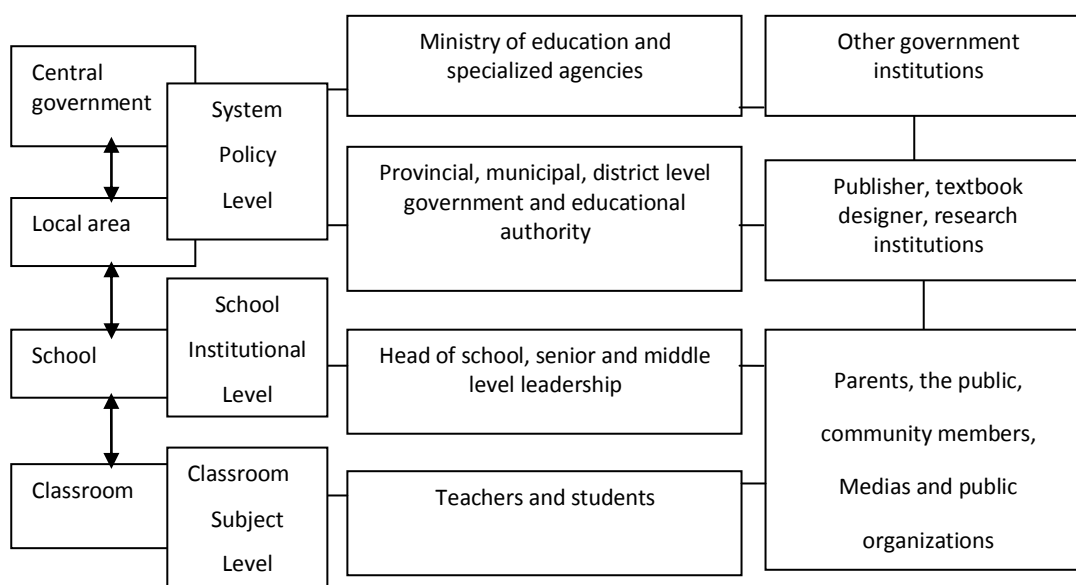 Central
government
System
Policy
Level
Ministry of education and
specialized agencies
Other government
institutions
Local area
Provincial, municipal, district level
government and educational
authority
Publisher, textbook
designer, research
institutions
School
School
Institutional
Level
Head of school, senior and middle
level leadership
Parents, the public,
community members,
Medias and public
organizations
Classroom
Classroom
Subject
Level
Teachers and students